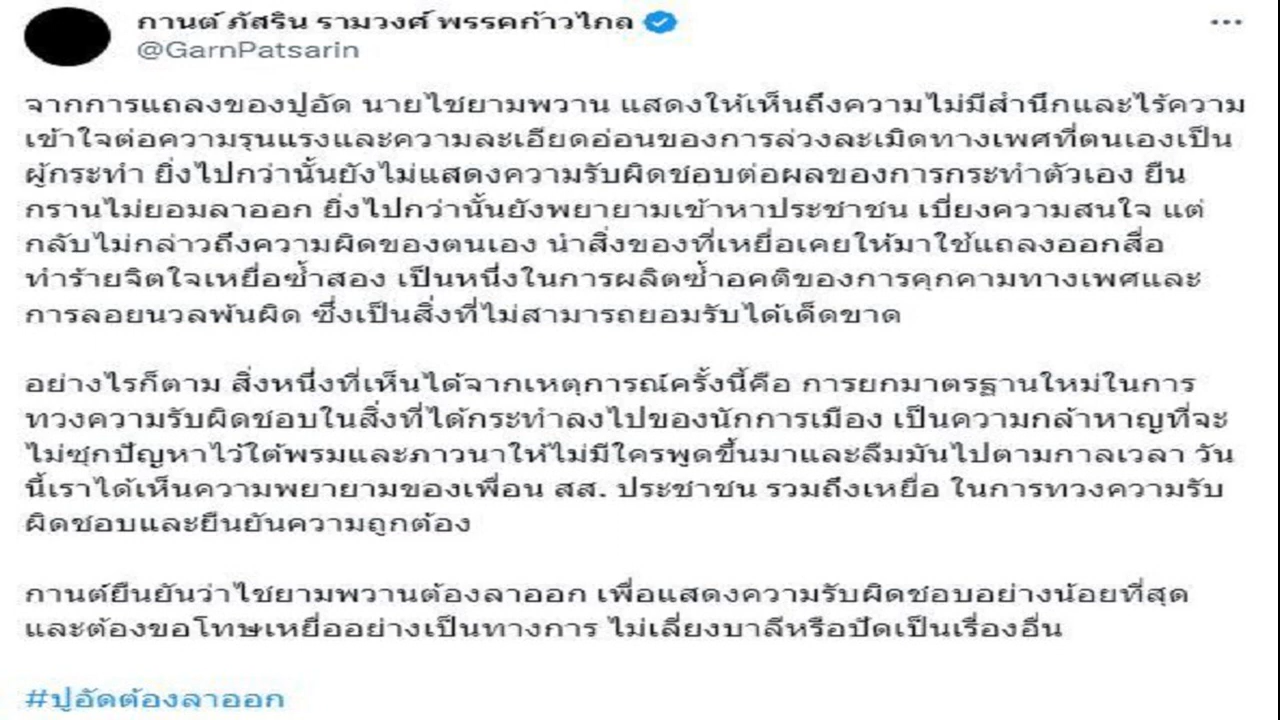 กานต์ ภัสริน รามวงศ์ พรรคก้าวไกล
@GarnPatsarin
จากการแถลงของปูอัด นายไชยามพวาน แสดงให้เห็นถึงความไม่มีสำนึกและไร้ความ
เข้าใจต่อความรุนแรงและความละเอียดอ่อนของการล่วงละเมิดทางเพศที่ตนเองเป็น
ผู้กระทำ ยิ่งไปกว่านั้นยังไม่แสดงความรับผิดชอบต่อผลของการกระทำตัวเอง ยืน
กรานไม่ยอมลาออก ยิ่งไปกว่านั้นยังพยายามเข้าหาประชาชน เบี่ยงความสนใจ แต่
กลับไม่กล่าวถึงความผิดของตนเอง นำสิ่งของที่เหยื่อเคยให้มาใช้แถลงออกสื่อ
ทำร้ายจิตใจเหยื่อซ้ำสอง เป็นหนึ่งในการผลิตซ้ำอคติของการคุกคามทางเพศและ
การลอยนวลพ้นผิด ซึ่งเป็นสิ่งที่ไม่สามารถยอมรับได้เด็ดขาด
อย่างไรก็ตาม สิ่งหนึ่งที่เห็นได้จากเหตุการณ์ครั้งนี้คือ การยกมาตรฐานใหม่ในการ
ทวงความรับผิดชอบในสิ่งที่ได้กระทำลงไปของนักการเมือง เป็นความกล้าหาญที่จะ
ไม่ซุกปัญหาไว้ใต้พรมและภาวนาให้ไม่มีใครพูดขึ้นมาและลืมมันไปตามกาลเวลา วัน
นี้เราได้เห็นความพยายามของเพื่อน สส. ประชาชน รวมถึงเหยื่อ ในการทวงความรับ
ผิดชอบและยืนยันความถูกต้อง
กานต์ยืนยันว่าไชยามพวานต้องลาออก เพื่อแสดงความรับผิดชอบอย่างน้อยที่สุด
และต้องขอโทษเหยื่ออย่างเป็นทางการ ไม่เลี่ยงบาลีหรือปัดเป็นเรื่องอื่น
#ปูอัดต้องลาออก